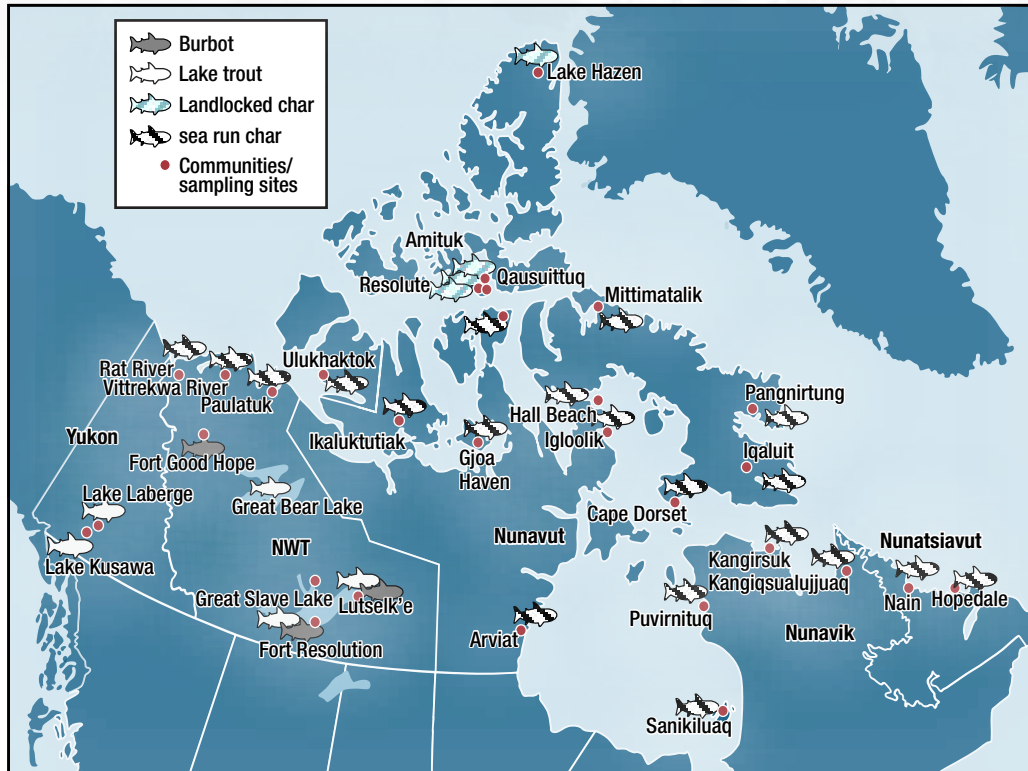 Burbot
Lake trout
Landlocked char
sea run char
Communities/
sampling sites
Lake Hazen
Amituk
Resolute
Qausuittuq
Mittimatalik
Rat River
Vittrekwa River
Paulatuk
Ulukhaktok
Ikaluktutiak
Gjoa
Haven
Hall Beach
Igloolik
Pangnirtung
Iqaluit
Cape Dorset
Yukon
Fort Good Hope
Great Bear Lake
Lake Laberge
Lake Kusawa
NWT
Nunavut
Great Slave Lake
Lutselk'e
Fort Resolution
Arviat
Kangirsuk
Kangiqsualujjuaq
Puvirnituq
Nunatsiavut
Nain
Hopedale
Nunavik
Sanikiluaq